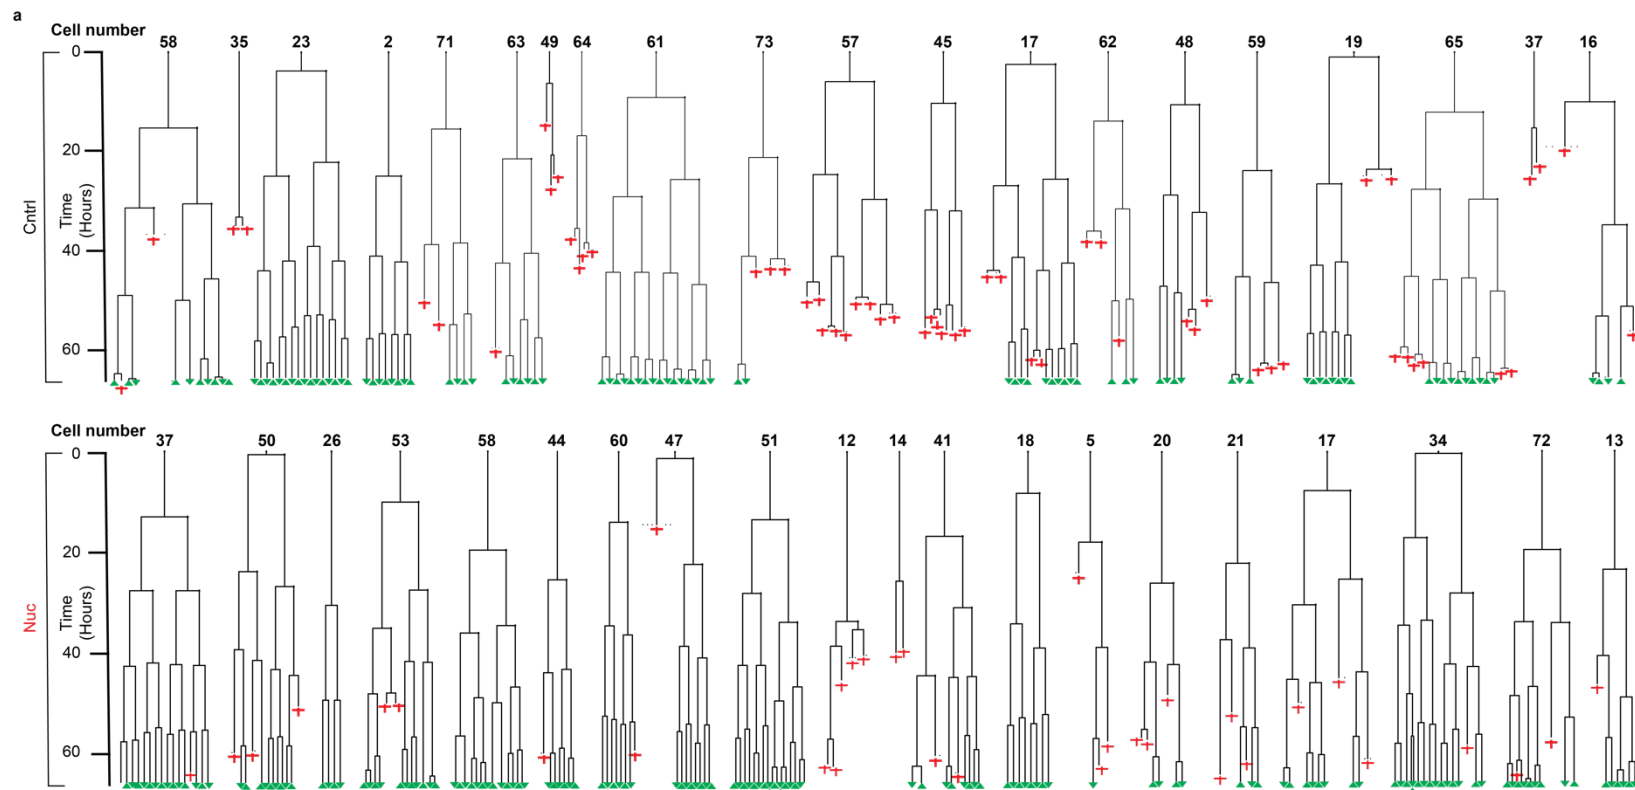 a
Cell number
58 35 23 2 71 63 49 64 61 73 57 45 17 62 48 59 19 65 37 16
0
20
40
60
Time
(Hours)
Cntrl
Cell number
37 50 26 53 58 44 60 47 51 12 14 41 18 5 20 21 17 34 72 13
0
20
40
60
Time
(Hours)
Nuc